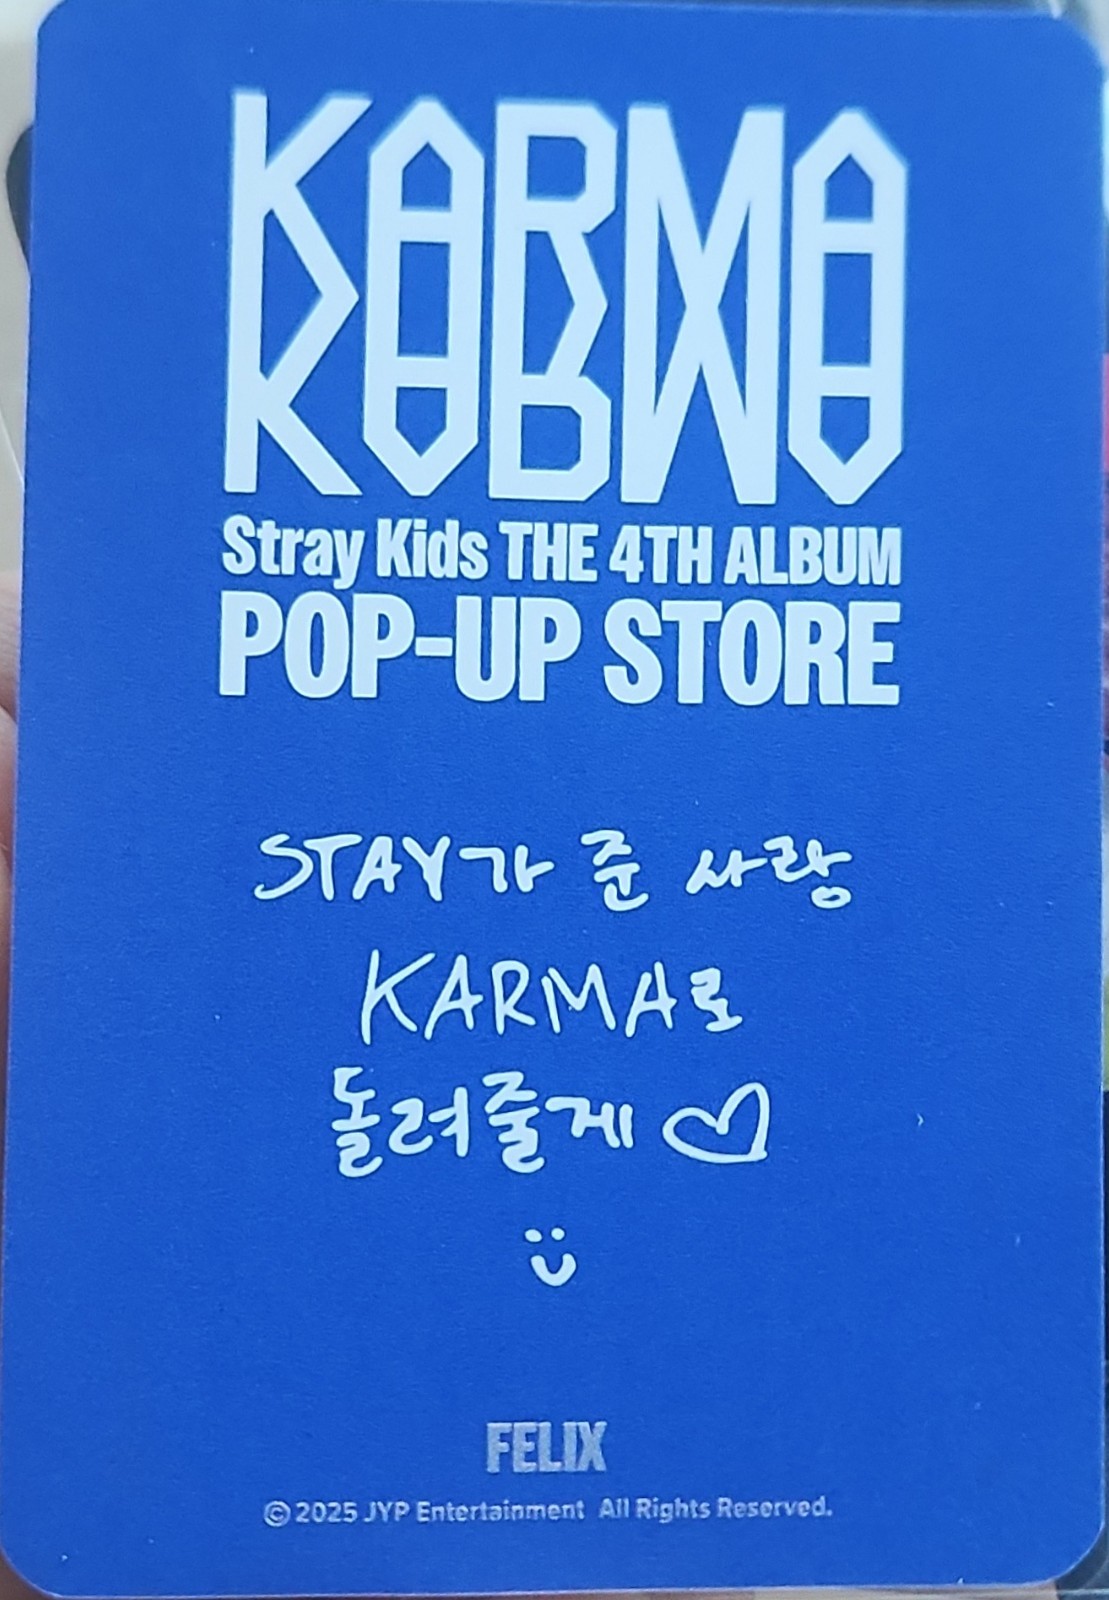 KARMA
Stray Kids THE 4TH ALBUM
POP-UP STORE
STAY가 준 사랑
KARMA로
돌려줄게 ♡
FELIX
© 2025 JYP Entertainment All Rights Reserved.